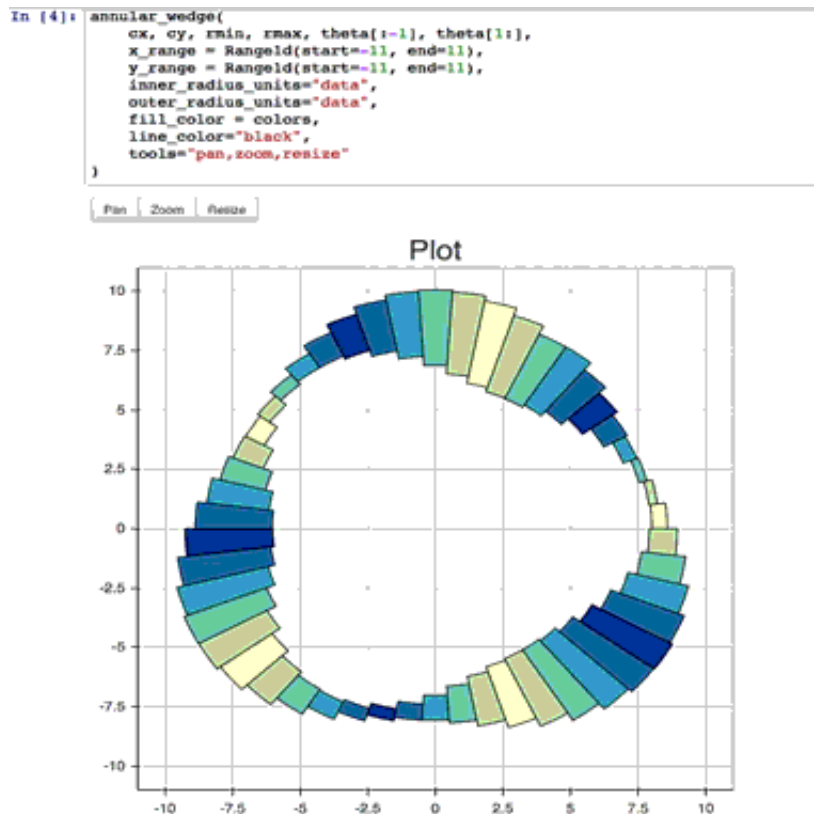 In [4]: annular_wedge(
cx, cy, rmin, rmax, theta[:-1], theta[1:],
x_range = Range1d(start=-11, end=11),
y_range = Range1d(start=-11, end=11),
inner_radius_units="data",
outer_radius_units="data",
fill_color = colors,
line_color="black",
tools="pan,zoom,resize"
)
Pan Zoom Resize
Plot
10
7.5
5
2.5
0
-2.5
-5
-7.5
-10
-10 -7.5 -5 -2.5 0 2.5 5 7.5 10